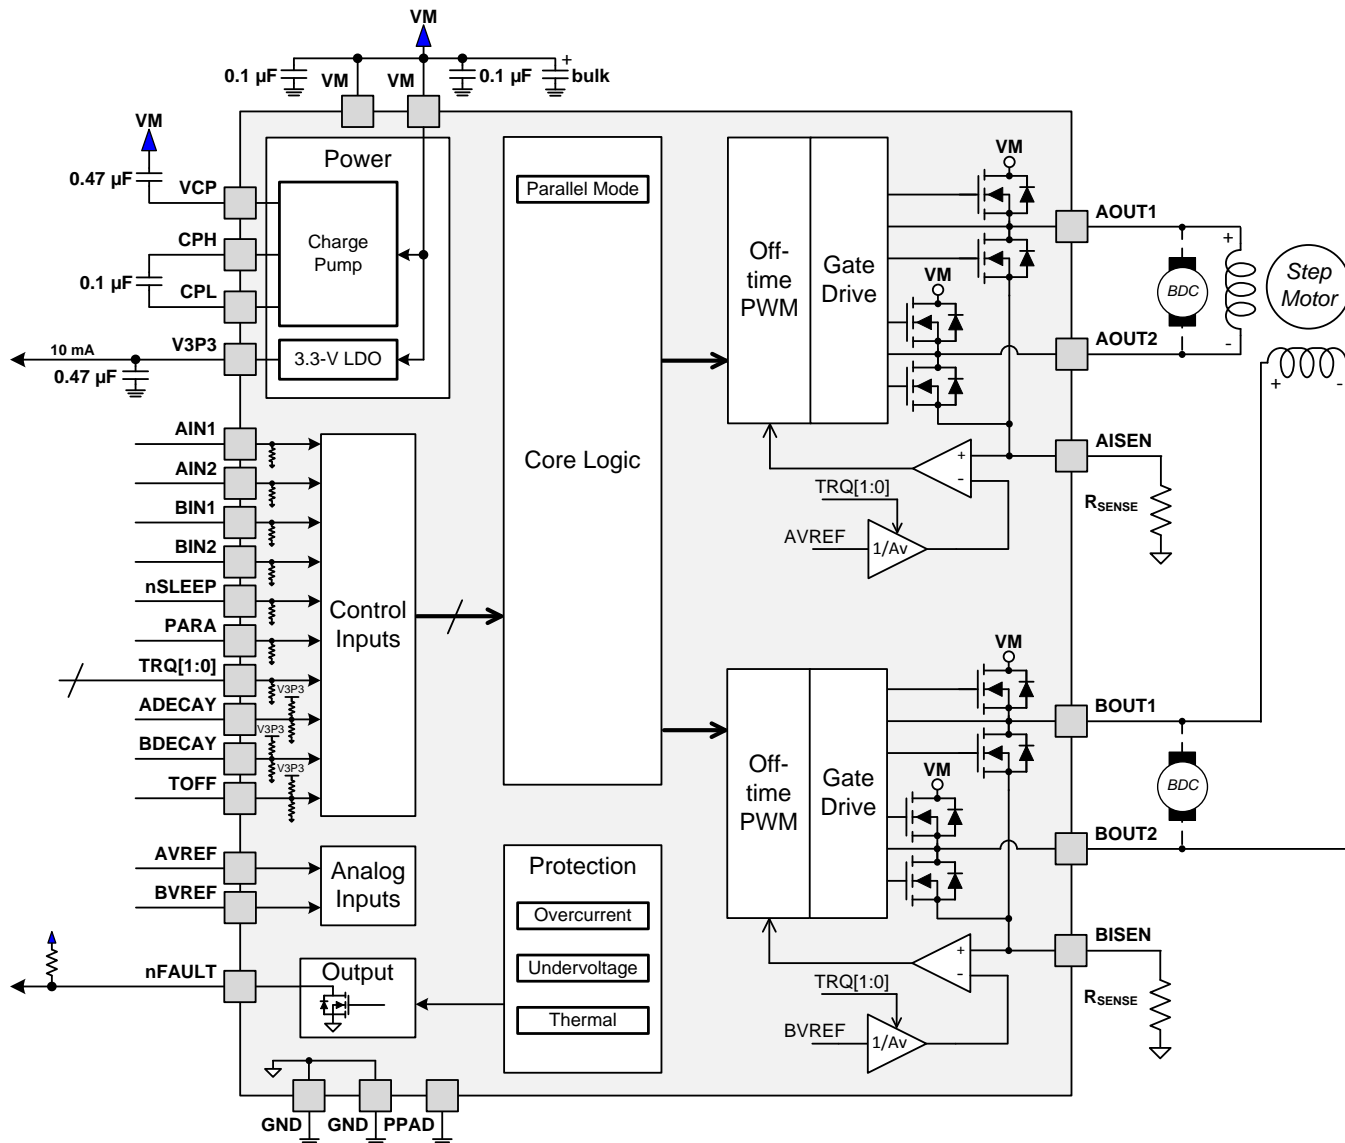 VM
0.1 µF
VM
VM
0.1 µF
+
bulk
VM
0.47 µF
VCP
CPH
0.1 µF
CPL
V3P3
10 mA
0.47 µF
Power
Charge
Pump
3.3-V LDO
AIN1
AIN2
BIN1
BIN2
nSLEEP
PARA
TRQ[1:0]
ADECAY
BDECAY
TOFF
V3P3
V3P3
V3P3
Control
Inputs
AVREF
BVREF
Analog
Inputs
nFAULT
Output
GND
GND
PPAD
Parallel Mode
Core Logic
Protection
Overcurrent
Undervoltage
Thermal
Off-
time
PWM
Gate
Drive
VM
VM
AOUT1
AOUT2
AISEN
+
-
TRQ[1:0]
AVREF
1/Av
RSENSE
BDC
+
-
Step
Motor
+
-
Off-
time
PWM
Gate
Drive
VM
VM
BOUT1
BOUT2
BISEN
+
-
TRQ[1:0]
BVREF
1/Av
RSENSE
BDC